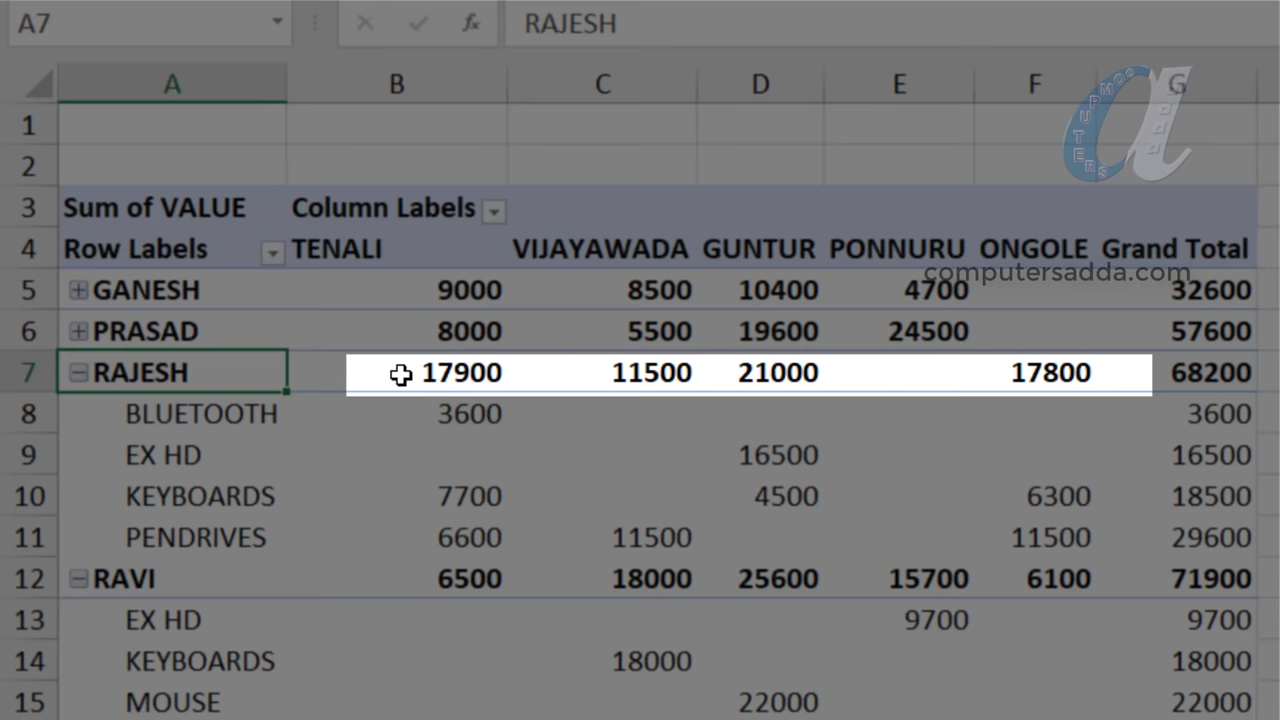 A7 fx RAJESH
A B C D E F G
COMPUTERS adda
1
2
3 Sum of VALUE Column Labels
4 Row Labels TENALI VIJAYAWADA GUNTUR PONNURU ONGOLE Grand Total
computersadda.com
5 GANESH 9000 8500 10400 4700 32600
6 PRASAD 8000 5500 19600 24500 57600
7 RAJESH 17900 11500 21000 17800 68200
8 BLUETOOTH 3600 3600
9 EX HD 16500 16500
10 KEYBOARDS 7700 4500 6300 18500
11 PENDRIVES 6600 11500 11500 29600
12 RAVI 6500 18000 25600 15700 6100 71900
13 EX HD 9700 9700
14 KEYBOARDS 18000 18000
15 MOUSE 22000 22000